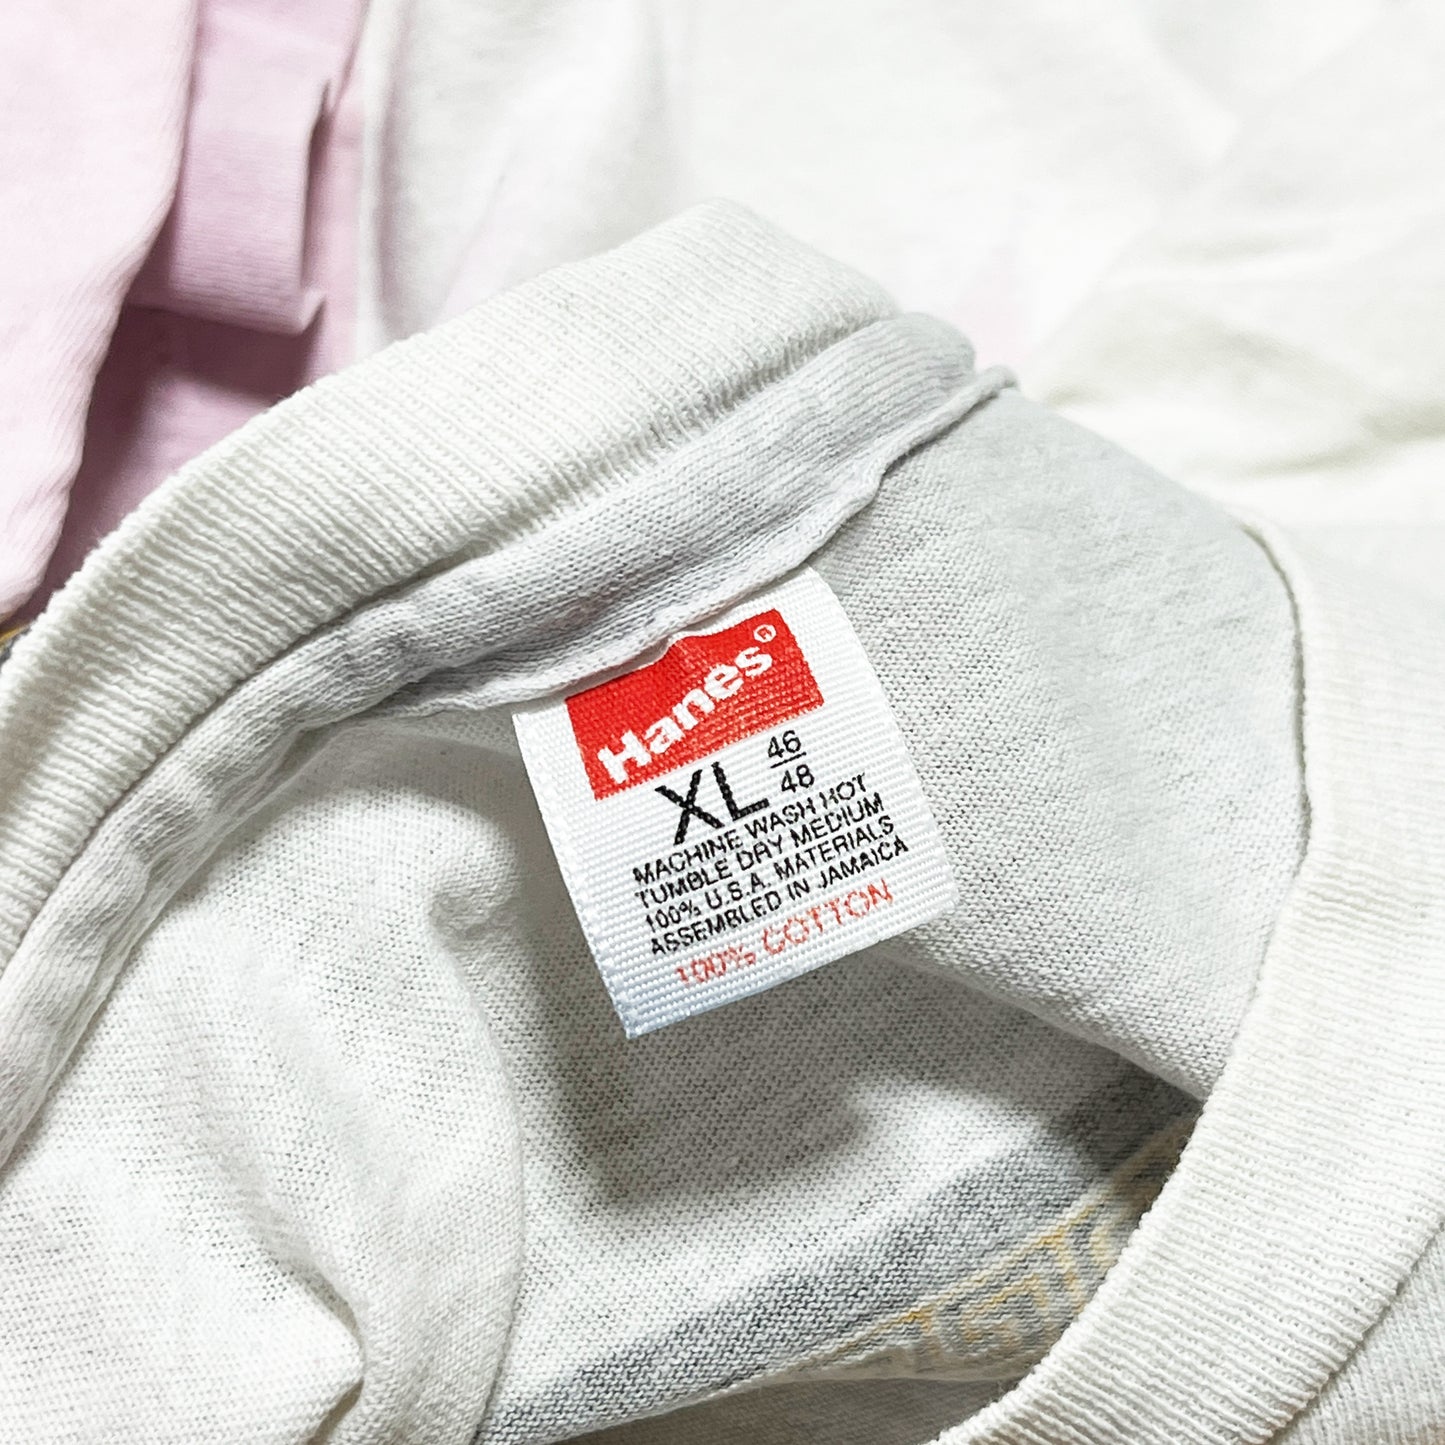 Hanes®
XL 46
48
MACHINE WASH HOT
TUMBLE DRY MEDIUM
100% U.S.A. MATERIALS
ASSEMBLED IN JAMAICA
100% COTTON